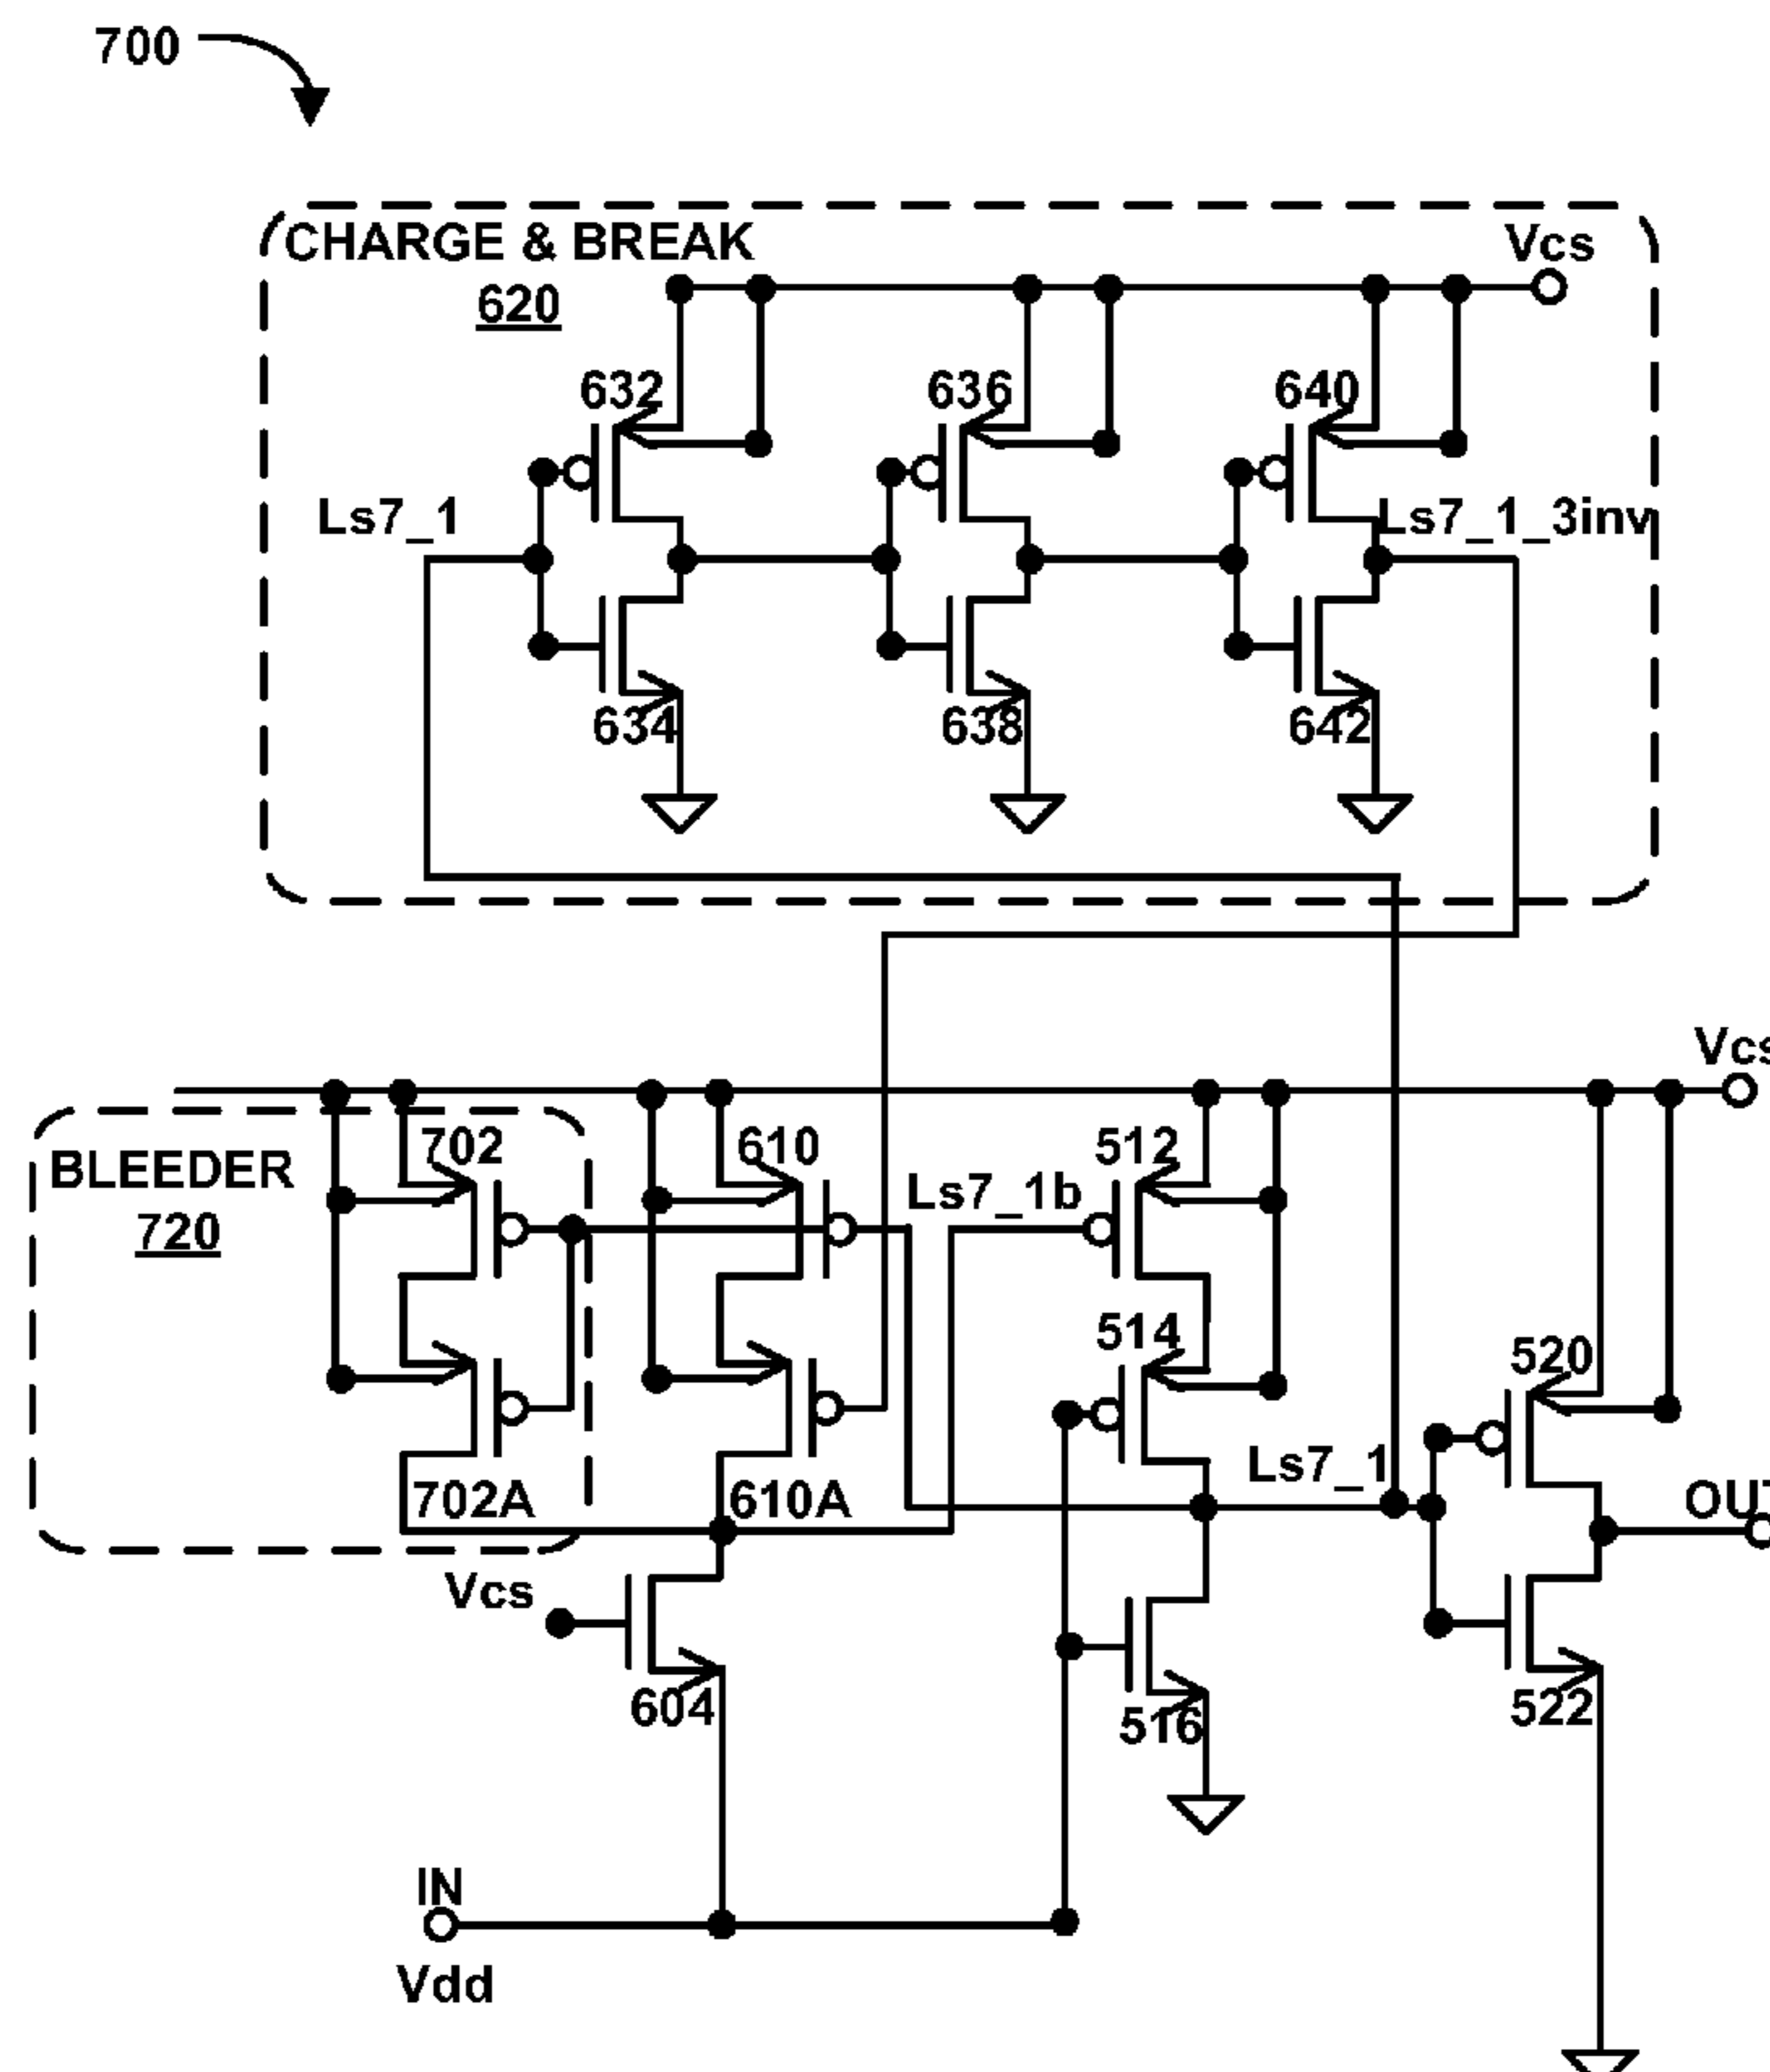 700
CHARGE & BREAK
620
Vcs
632
636
640
Ls7_1
Ls7_1_3inv
634
638
642
Vcs
BLEEDER
720
702
610
Ls7_1b
512
514
520
Ls7_1
702A
610A
OUT
Vcs
604
516
522
IN
Vdd